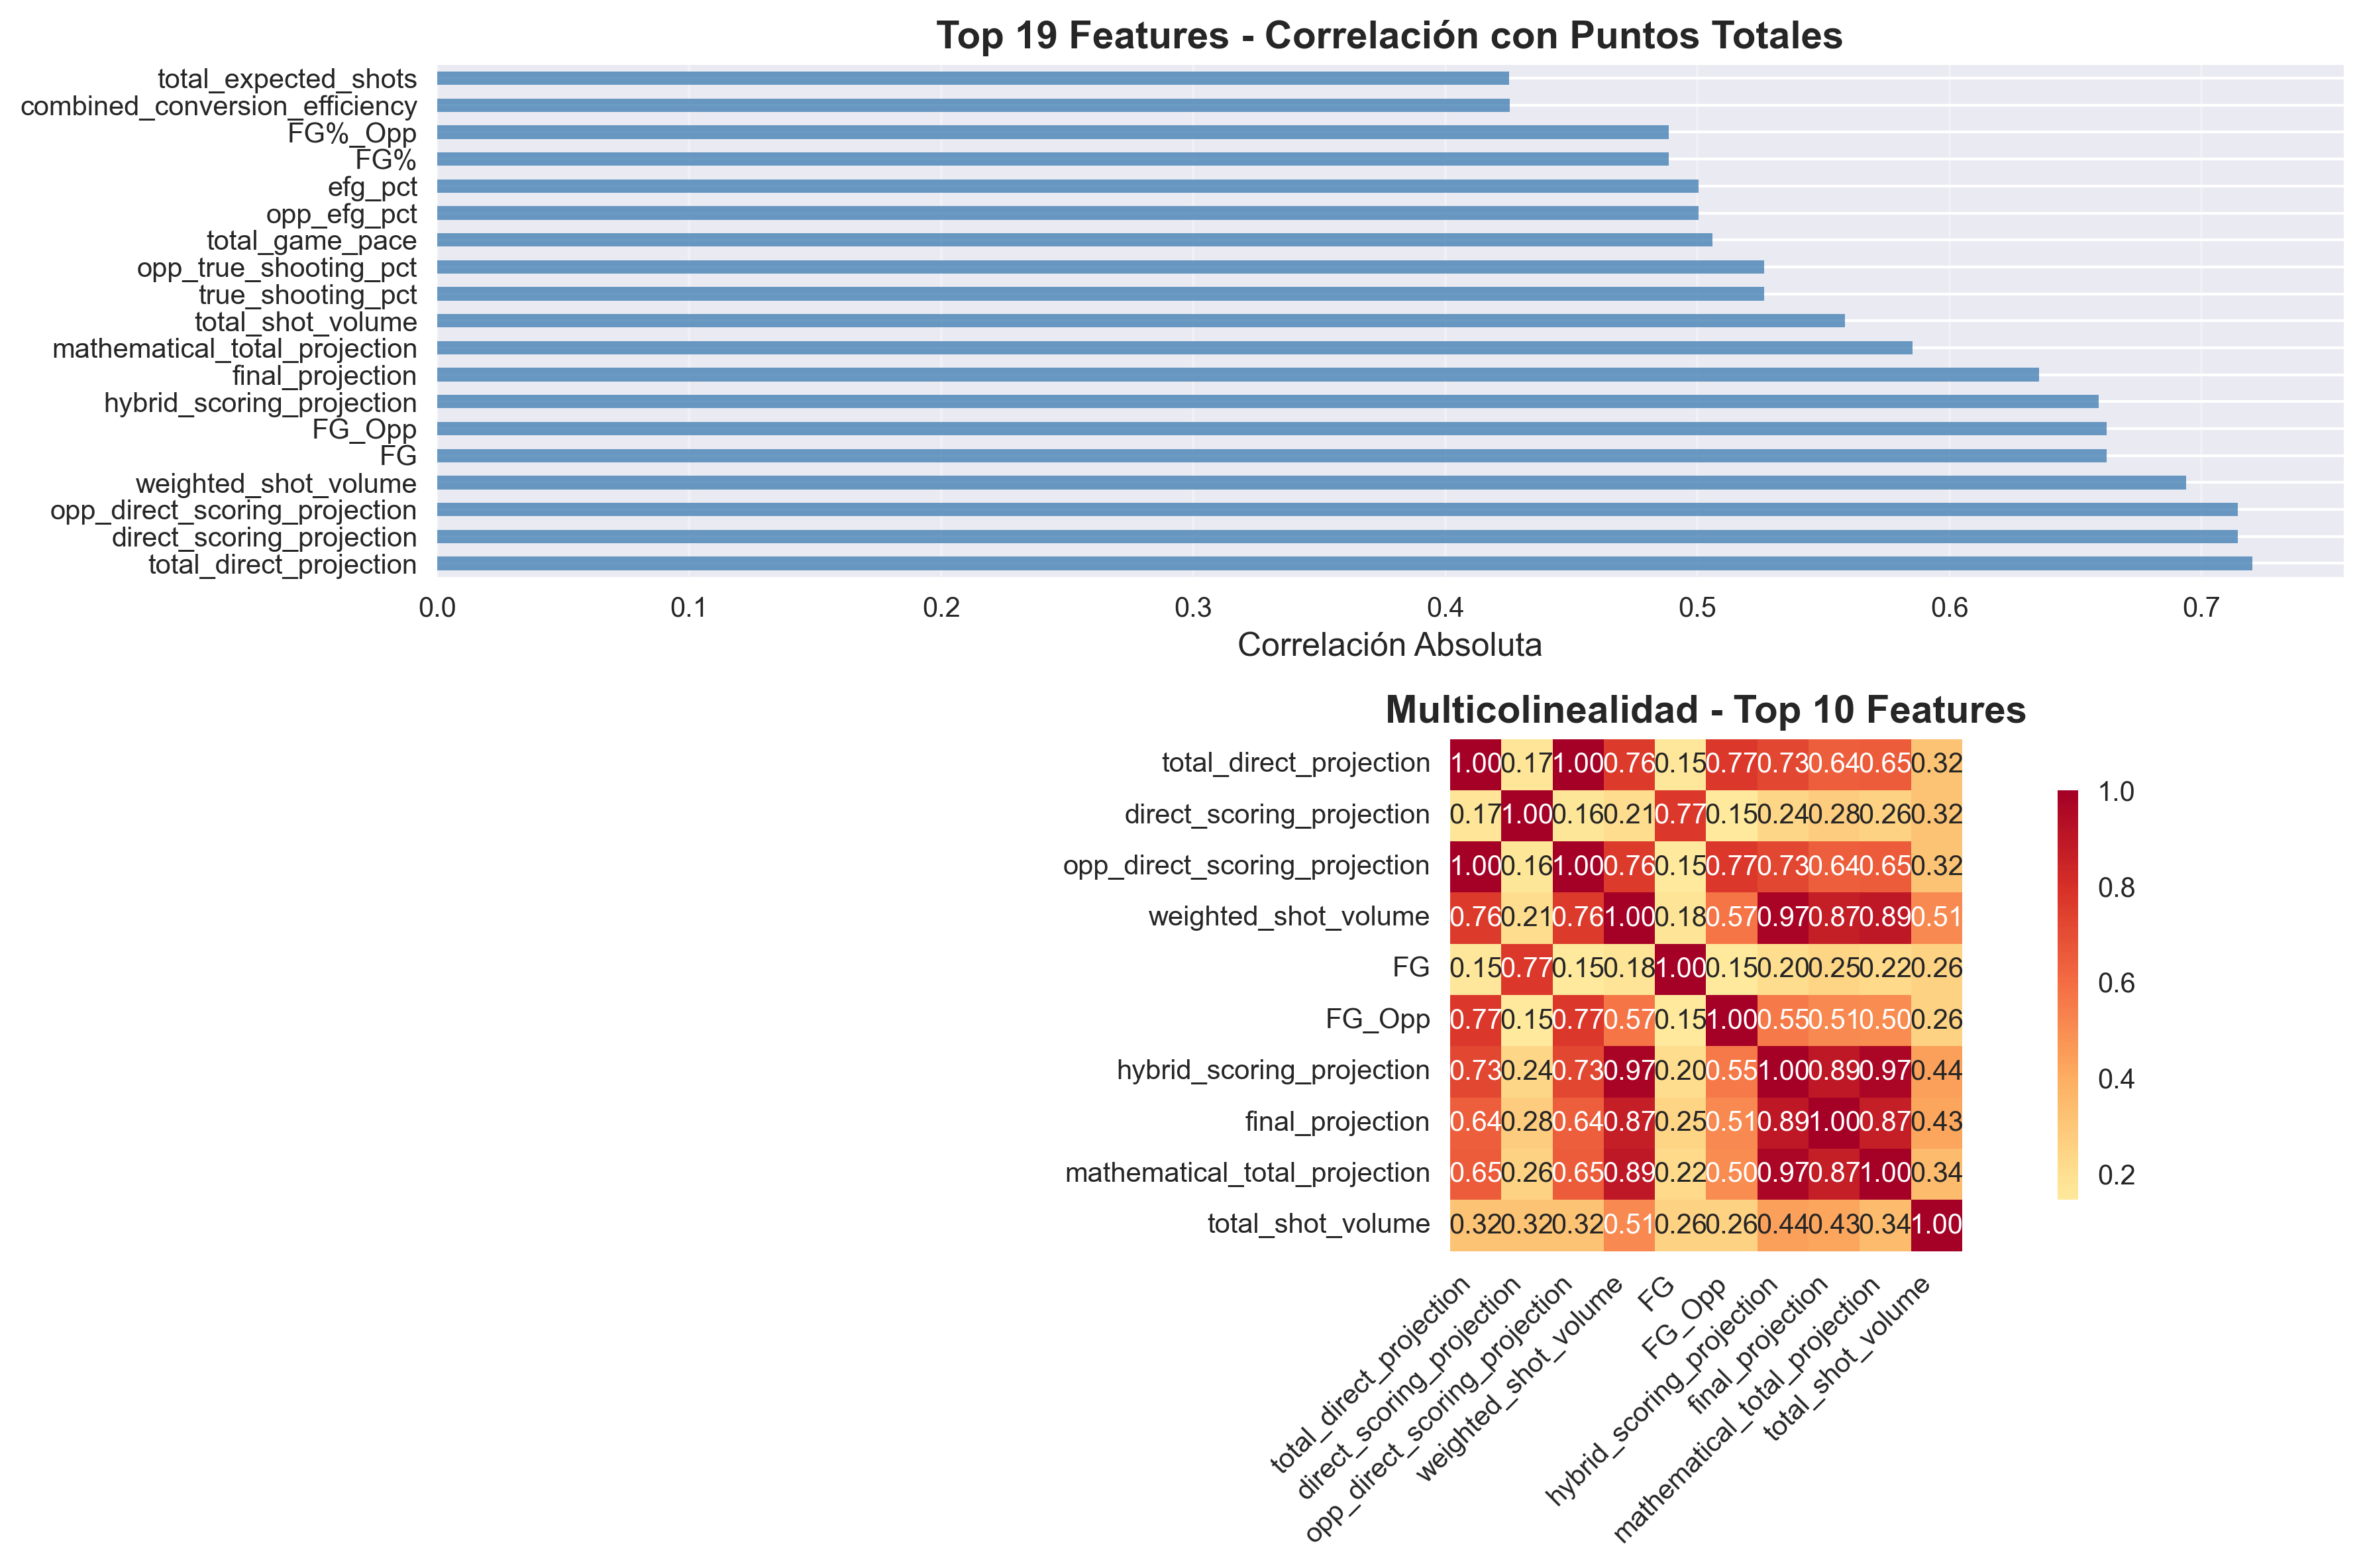 Top 19 Features - Correlación con Puntos Totales
total_expected_shots
combined_conversion_efficiency
FG%_Opp
FG%
efg_pct
opp_efg_pct
total_game_pace
opp_true_shooting_pct
true_shooting_pct
total_shot_volume
mathematical_total_projection
final_projection
hybrid_scoring_projection
FG_Opp
FG
weighted_shot_volume
opp_direct_scoring_projection
direct_scoring_projection
total_direct_projection
0.0 0.1 0.2 0.3 0.4 0.5 0.6 0.7
Correlación Absoluta
Multicolinealidad - Top 10 Features
total_direct_projection 1.00 0.17 1.00 0.76 0.15 0.77 0.73 0.64 0.65 0.32
direct_scoring_projection 0.17 1.00 0.16 0.21 0.77 0.15 0.24 0.28 0.26 0.32
opp_direct_scoring_projection 1.00 0.16 1.00 0.76 0.15 0.77 0.73 0.64 0.65 0.32
weighted_shot_volume 0.76 0.21 0.76 1.00 0.18 0.57 0.97 0.87 0.89 0.51
FG 0.15 0.77 0.15 0.18 1.00 0.15 0.20 0.25 0.22 0.26
FG_Opp 0.77 0.15 0.77 0.57 0.15 1.00 0.55 0.51 0.50 0.26
hybrid_scoring_projection 0.73 0.24 0.73 0.97 0.20 0.55 1.00 0.89 0.97 0.44
final_projection 0.64 0.28 0.64 0.87 0.25 0.51 0.89 1.00 0.87 0.43
mathematical_total_projection 0.65 0.26 0.65 0.89 0.22 0.50 0.97 0.87 1.00 0.34
total_shot_volume 0.32 0.32 0.32 0.51 0.26 0.26 0.44 0.43 0.34 1.00
total_direct_projection
direct_scoring_projection
opp_direct_scoring_projection
weighted_shot_volume
FG
FG_Opp
hybrid_scoring_projection
final_projection
mathematical_total_projection
total_shot_volume
1.0
0.8
0.6
0.4
0.2